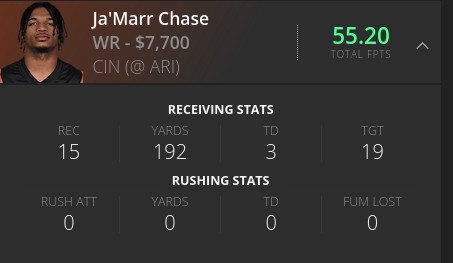 Ja'Marr Chase
WR - $7,700
CIN (@ ARI)
55.20
TOTAL FPTS
RECEIVING STATS
REC YARDS TD TGT
15 192 3 19
RUSHING STATS
RUSH ATT YARDS TD FUM LOST
0 0 0 0